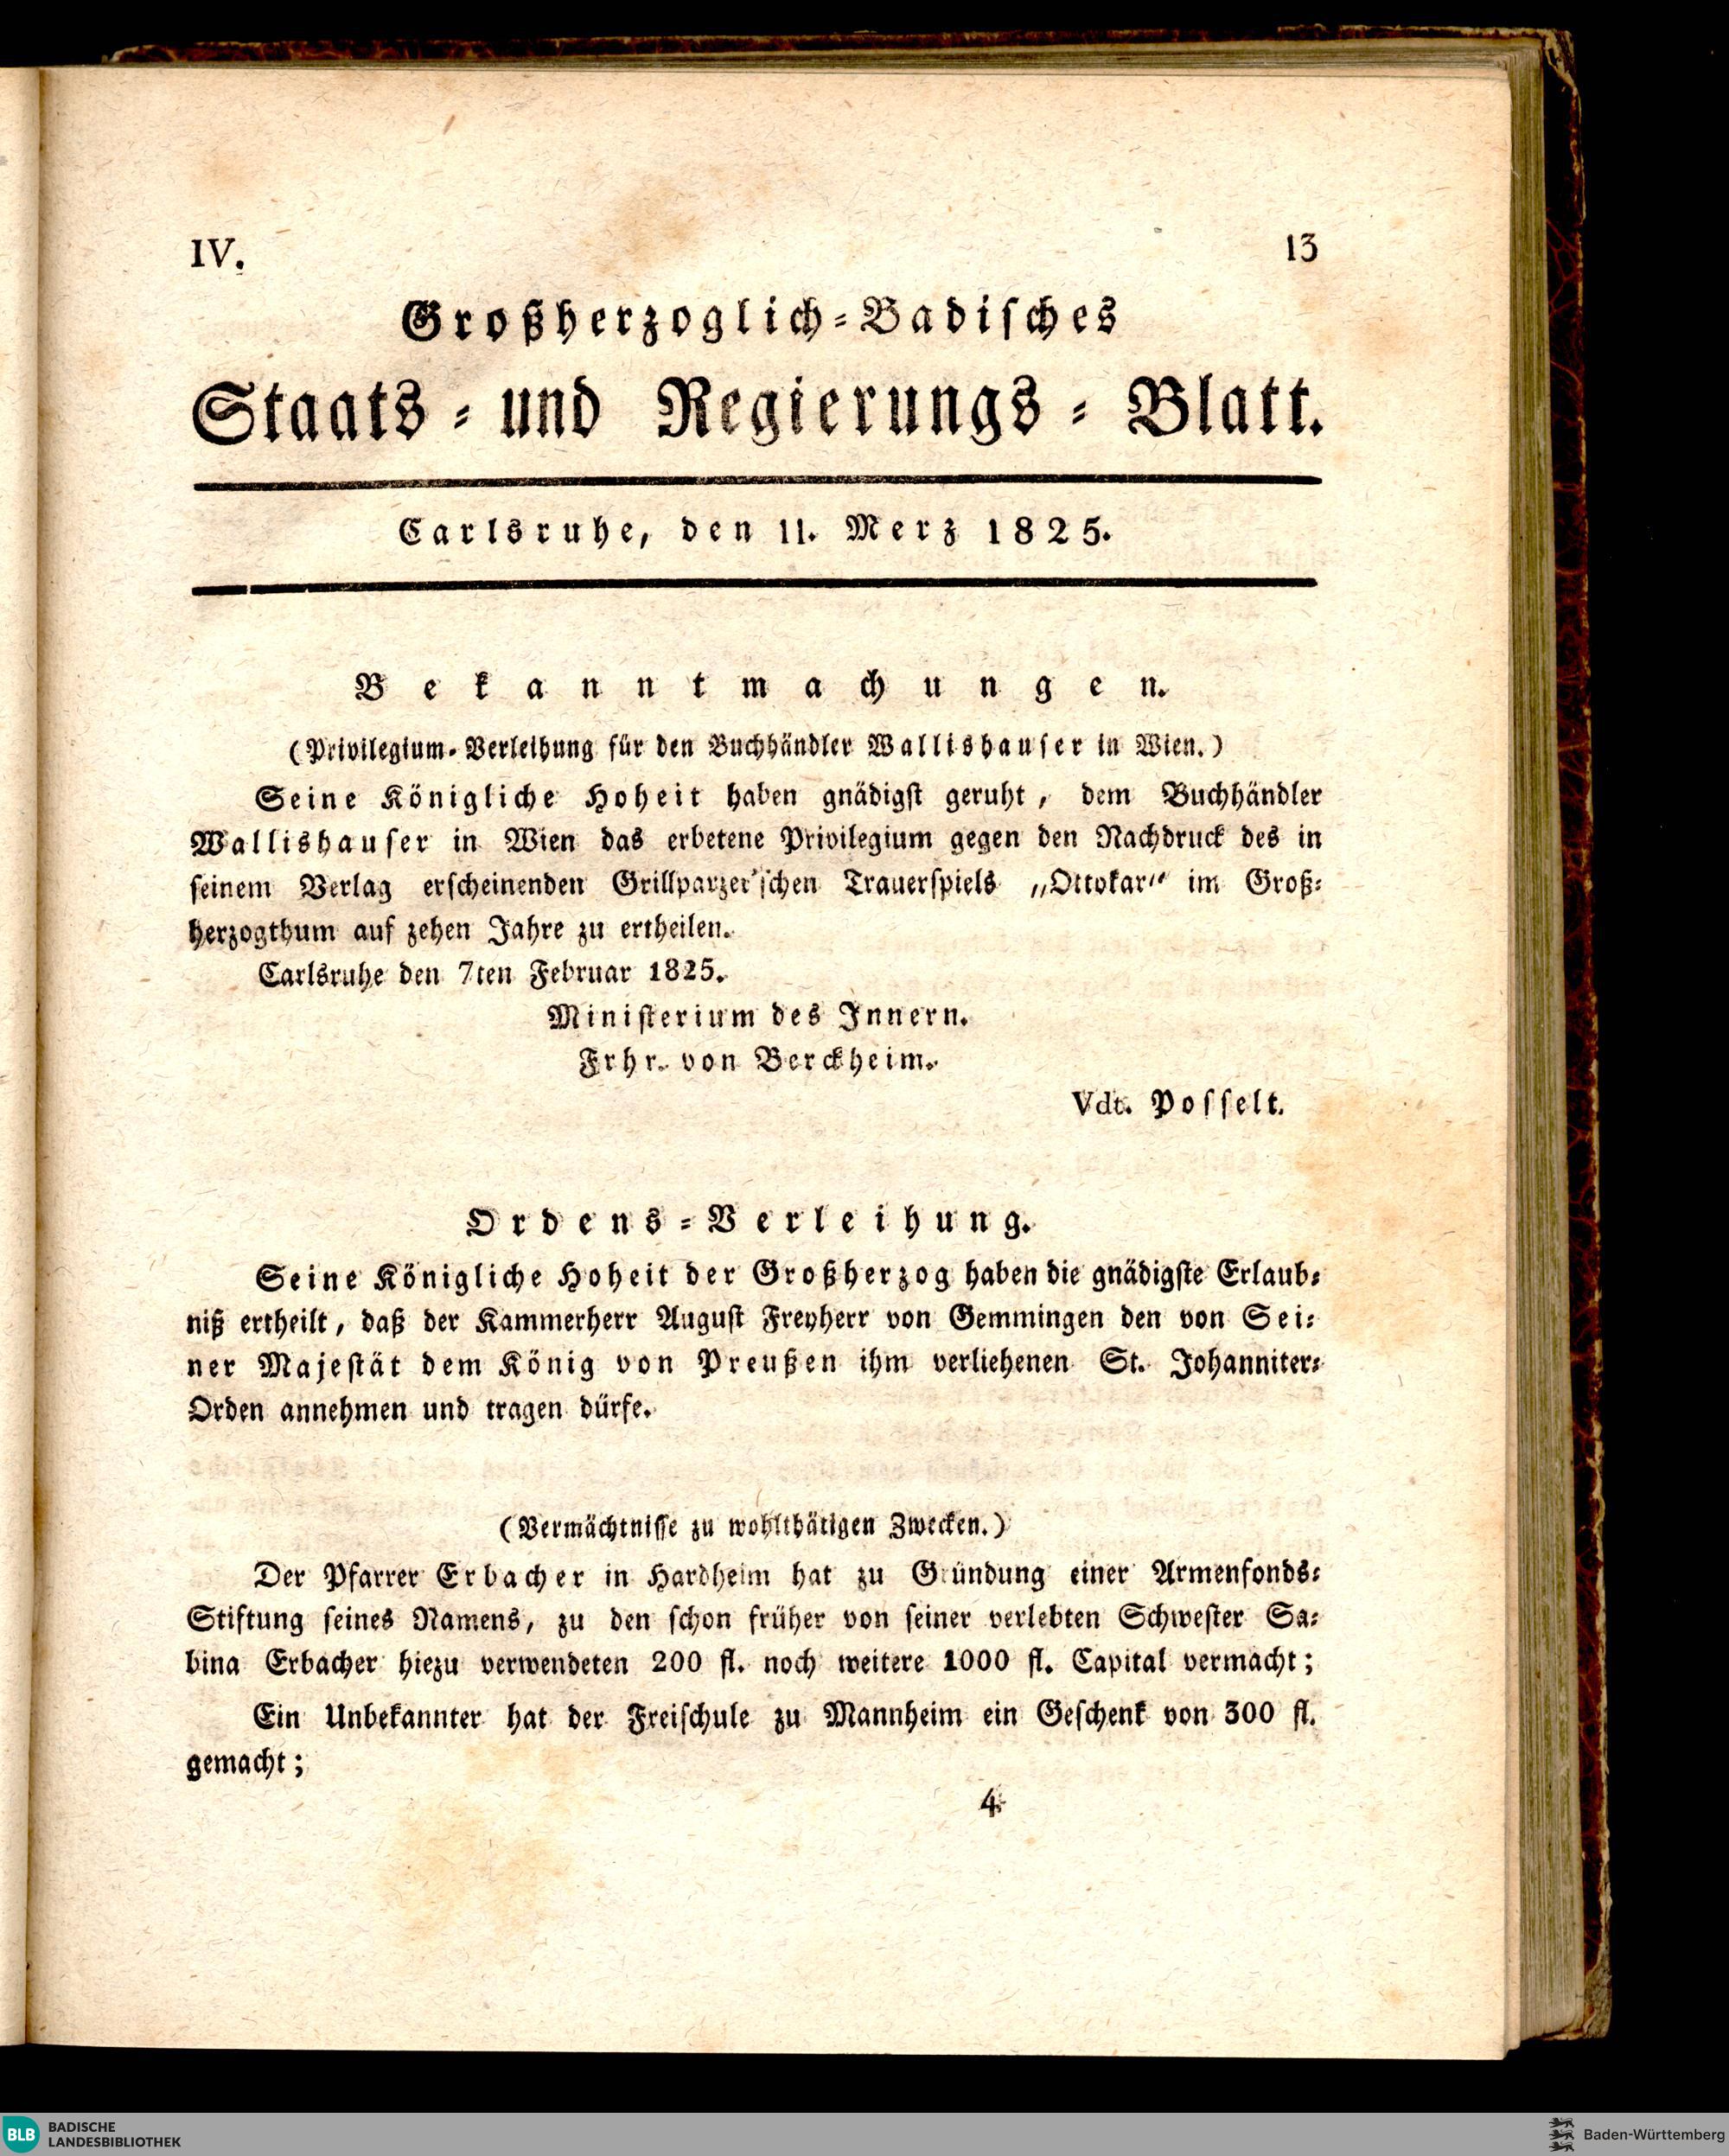 IV.
13
Großherzoglich-Badisches
Staats- und Regierungs-Blatt.
Carlsruhe, den 11. Merz 1825.
Bekanntmachungen.
(Privilegium-Verleihung für den Buchhändler Wallishauser in Wien.)
Seine Königliche Hoheit haben gnädigst geruht, dem Buchhändler
Wallishauser in Wien das erbetene Privilegium gegen den Nachdruck des in
seinem Verlag erscheinenden Grillparzer'schen Trauerspiels „Ottokar“ im Groß-
herzogthum auf zehen Jahre zu ertheilen.
Carlsruhe den 7ten Februar 1825.
Ministerium des Innern.
Frhr. von Berckheim.
Vdt. Posselt.
Ordens-Verleihung.
Seine Königliche Hoheit der Großherzog haben die gnädigste Erlaub-
niß ertheilt, daß der Kammerherr August Freyherr von Gemmingen den von Sei-
ner Majestät dem König von Preußen ihm verliehenen St. Johanniter-
Orden annehmen und tragen dürfe.
(Vermächtnisse zu wohlthätigen Zwecken.)
Der Pfarrer Erbacher in Hardheim hat zu Gründung einer Armenfonds-
Stiftung seines Namens, zu den schon früher von seiner verlebten Schwester Sa-
bina Erbacher hiezu verwendeten 200 fl. noch weitere 1000 fl. Capital vermacht;
Ein Unbekannter hat der Freischule zu Mannheim ein Geschenk von 300 fl.
gemacht;
4.
BLB BADISCHE
LANDESBIBLIOTHEK
Baden-Württemberg